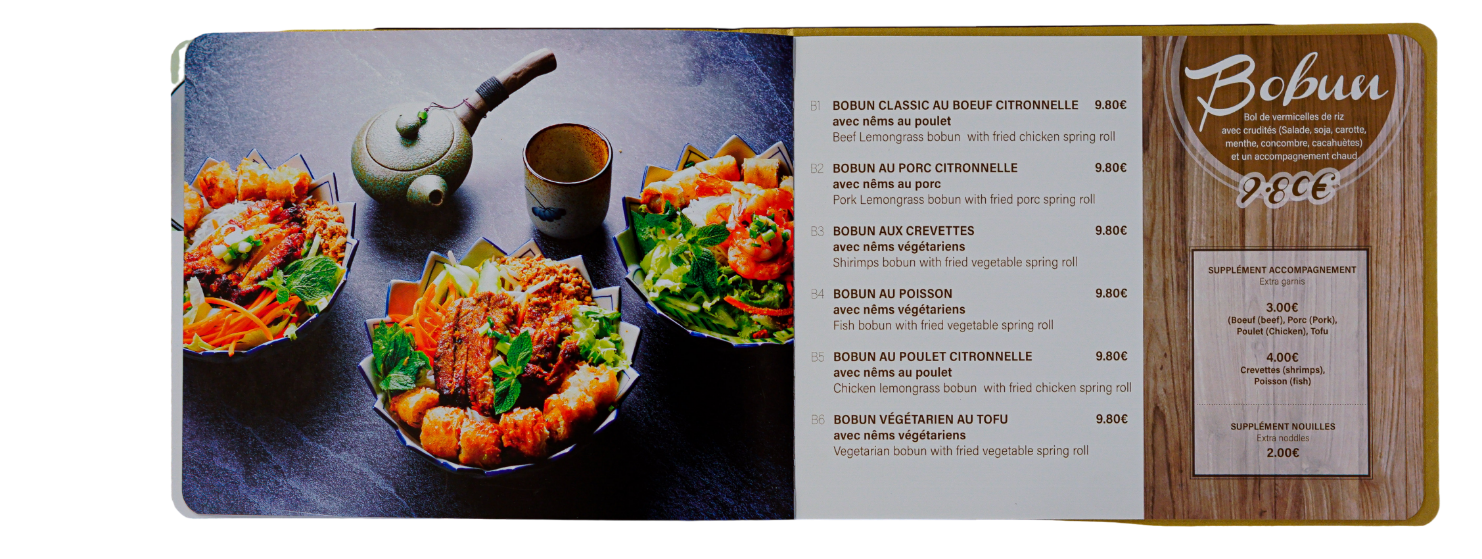 B1 BOBUN CLASSIC AU BOEUF CITRONNELLE 9.80€
avec nêms au poulet
Beef Lemongrass bobun with fried chicken spring roll
B2 BOBUN AU PORC CITRONNELLE 9.80€
avec nêms au porc
Pork Lemongrass bobun with fried porc spring roll
B3 BOBUN AUX CREVETTES 9.80€
avec nêms végétariens
Shirimps bobun with fried vegetable spring roll
B4 BOBUN AU POISSON 9.80€
avec nêms végétariens
Fish bobun with fried vegetable spring roll
B5 BOBUN AU POULET CITRONNELLE 9.80€
avec nêms au poulet
Chicken lemongrass bobun with fried chicken spring roll
B6 BOBUN VÉGÉTARIEN AU TOFU 9.80€
avec nêms végétariens
Vegetarian bobun with fried vegetable spring roll
Bobun
Bol de vermicelles de riz
avec crudités (Salade, soja, carotte,
menthe, concombre, cacahuètes)
et un accompagnement chaud
9.80€
SUPPLÉMENT ACCOMPAGNEMENT
Extra garnis
3.00€
(Boeuf (beef), Porc (Pork),
Poulet (Chicken), Tofu
4.00€
Crevettes (shrimps),
Poisson (fish)
SUPPLÉMENT NOUILLES
Extra noddles
2.00€